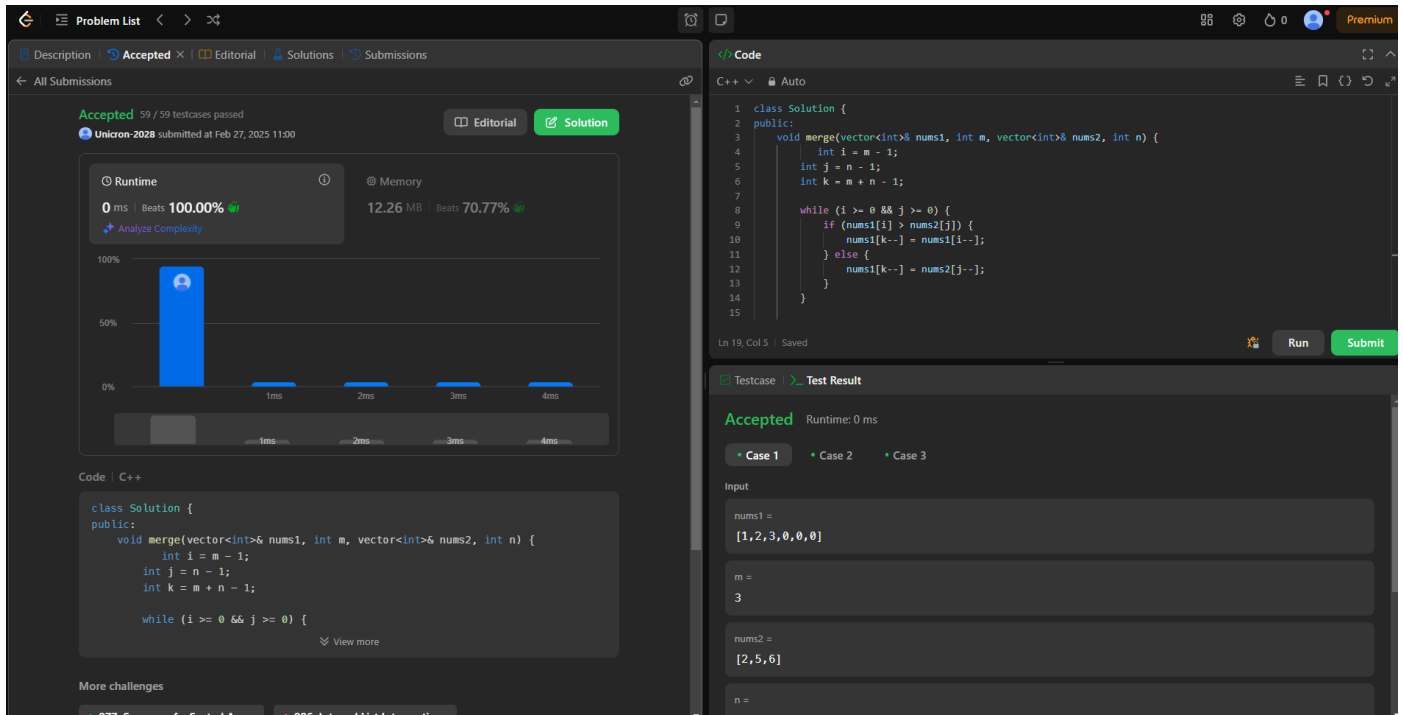 Problem List
0
Premium
Description
Accepted
Editorial
Solutions
Submissions
All Submissions
Accepted 59 / 59 testcases passed
Unicron-2028 submitted at Feb 27, 2025 11:00
Editorial
Solution
Runtime
0 ms Beats 100.00%
Analyze Complexity
Memory
12.26 MB Beats 70.77%
100%
50%
0%
1ms 2ms 3ms 4ms
1ms 2ms 3ms 4ms
Code C++
class Solution {
public:
    void merge(vector<int>& nums1, int m, vector<int>& nums2, int n) {
           int i = m - 1;
        int j = n - 1;
        int k = m + n - 1;
        while (i >= 0 && j >= 0) {
View more
More challenges
</> Code
C++ Auto
1 class Solution {
2 public:
3     void merge(vector<int>& nums1, int m, vector<int>& nums2, int n) {
4            int i = m - 1;
5         int j = n - 1;
6         int k = m + n - 1;
7
8         while (i >= 0 && j >= 0) {
9             if (nums1[i] > nums2[j]) {
10                 nums1[k--] = nums1[i--];
11             } else {
12                 nums1[k--] = nums2[j--];
13             }
14         }
15
Ln 19, Col 5 Saved
Run
Submit
Testcase
>_ Test Result
Accepted Runtime: 0 ms
Case 1 Case 2 Case 3
Input
nums1 =
[1,2,3,0,0,0]
m =
3
nums2 =
[2,5,6]
n =